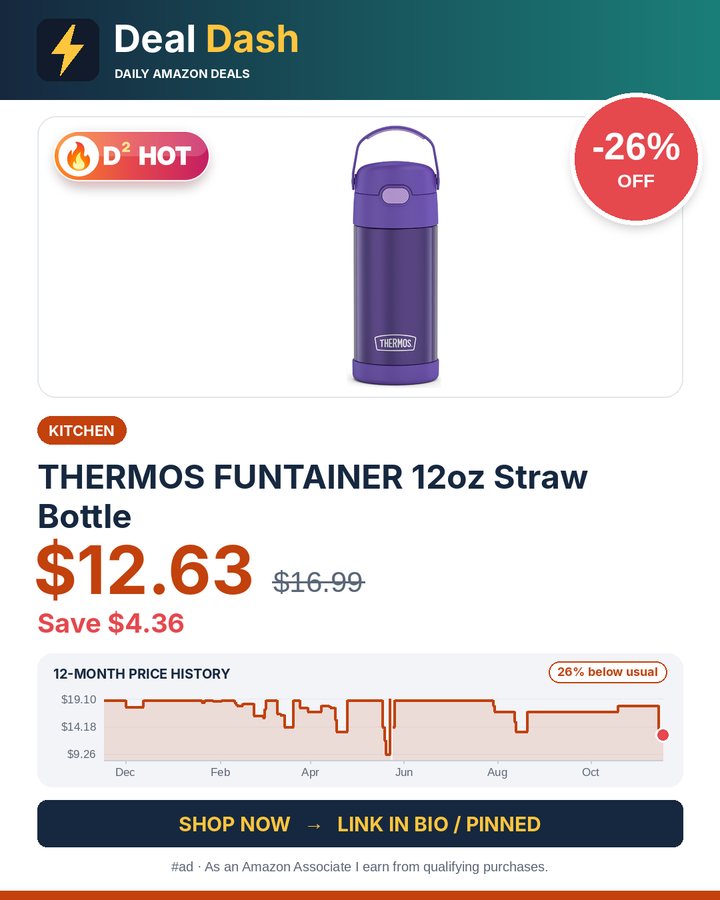 Deal Dash
DAILY AMAZON DEALS
-26%
OFF
D² HOT
THERMOS
KITCHEN
THERMOS FUNTAINER 12oz Straw
Bottle
$12.63 $16.99
Save $4.36
12-MONTH PRICE HISTORY
26% below usual
$19.10
$14.18
$9.26
Dec Feb Apr Jun Aug Oct
SHOP NOW → LINK IN BIO / PINNED
#ad · As an Amazon Associate I earn from qualifying purchases.